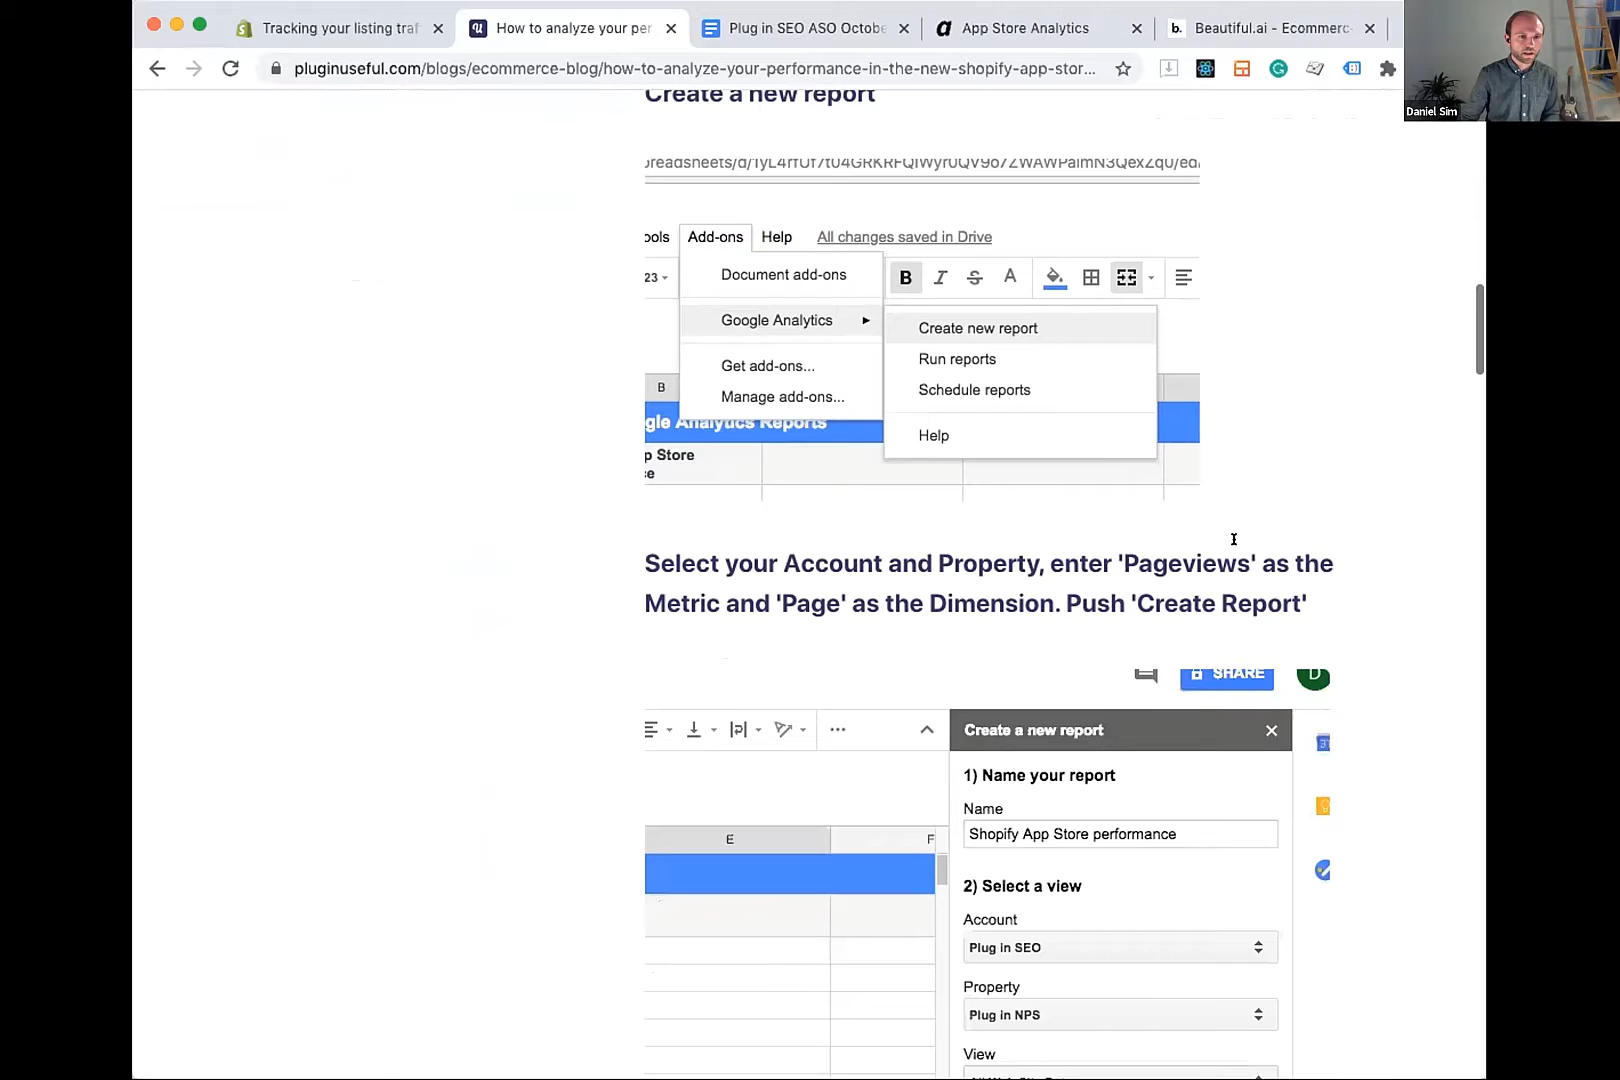 Tracking your listing traf
How to analyze your per
Plug in SEO ASO Octobe
App Store Analytics
b. Beautiful.ai - Ecommerc
pluginuseful.com/blogs/ecommerce-blog/how-to-analyze-your-performance-in-the-new-shopify-app-stor...
Daniel Sim
Create a new report
ools Add-ons Help All changes saved in Drive
Document add-ons
23 B I S A
Google Analytics
Create new report
Get add-ons...
Run reports
Manage add-ons...
Schedule reports
B
gle Analytics Reports
Help
p Store
ce
Select your Account and Property, enter 'Pageviews' as the
Metric and 'Page' as the Dimension. Push 'Create Report'
SHARE D
Create a new report
1) Name your report
Name
Shopify App Store performance
E F
2) Select a view
Account
Plug in SEO
Property
Plug in NPS
View